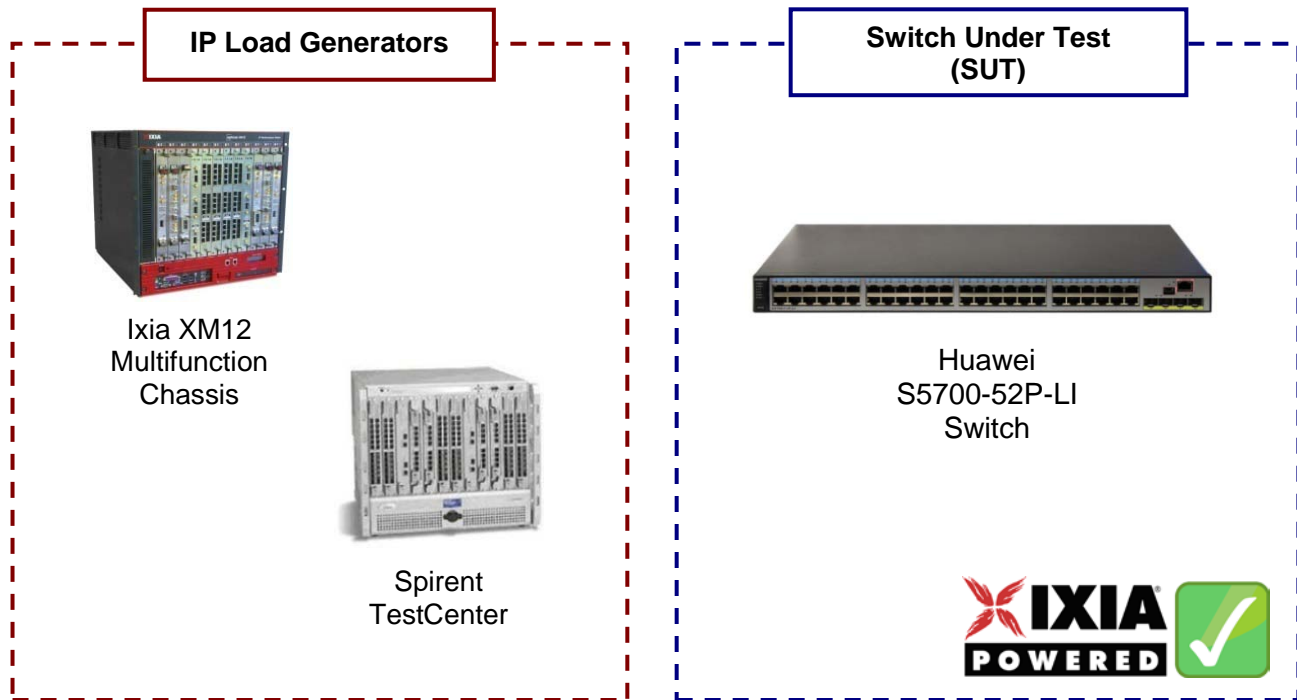 IP Load Generators
Switch Under Test
(SUT)
IXIA
Ixia XM12
Multifunction
Chassis
Huawei
S5700-52P-LI
Switch
Spirent
TestCenter
IXIA
POWERED